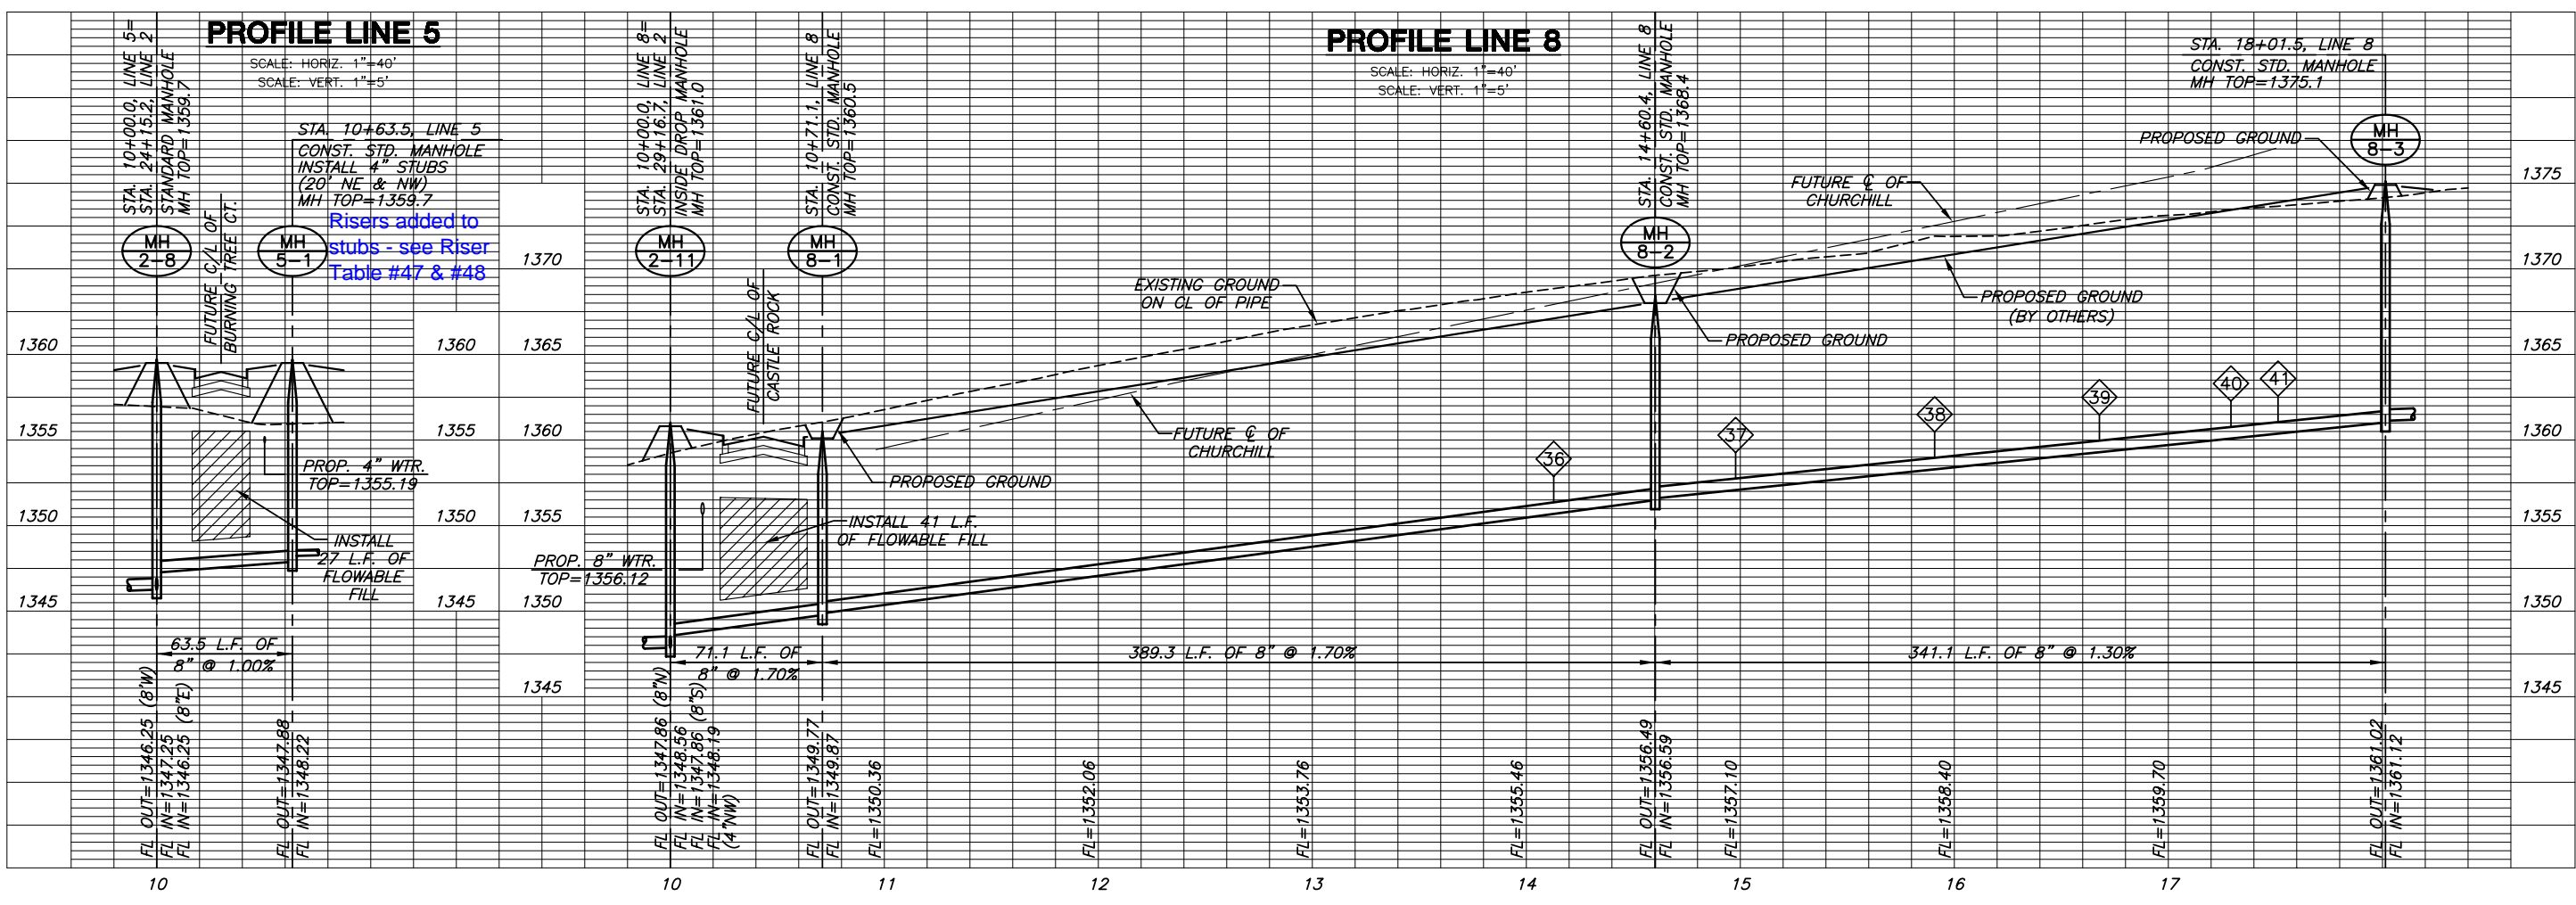 PROFILE LINE 5
SCALE: HORIZ. 1"=40'
SCALE: VERT. 1"=5'
STA. 10+00.0, LINE 5=
STA. 24+15.2, LINE 2
STANDARD MANHOLE
MH TOP=1359.7
STA. 10+63.5, LINE 5
CONST. STD. MANHOLE
INSTALL 4" STUBS
(20' NE & NW)
MH TOP=1359.7
Risers added to
stubs - see Riser
Table #47 & #48
FUTURE C/L OF
BURNING TREE CT.
MH
2-8
MH
5-1
1360
1355
1350
1345
1360
1355
1350
1345
PROP. 4" WTR.
TOP=1355.19
INSTALL
27 L.F. OF
FLOWABLE
FILL
63.5 L.F. OF
8" @ 1.00%
FL OUT=1346.25 (8"W)
FL IN=1347.25
FL IN=1346.25 (8"E)
FL OUT=1347.88
FL IN=1348.22
10
PROFILE LINE 8
SCALE: HORIZ. 1"=40'
SCALE: VERT. 1"=5'
STA. 10+00.0, LINE 8=
STA. 29+16.7, LINE 2
INSIDE DROP MANHOLE
MH TOP=1361.0
STA. 10+71.1, LINE 8
CONST. STD. MANHOLE
MH TOP=1360.5
STA. 14+60.4, LINE 8
CONST. STD. MANHOLE
MH TOP=1368.4
STA. 18+01.5, LINE 8
CONST. STD. MANHOLE
MH TOP=1375.1
MH
2-11
MH
8-1
MH
8-2
MH
8-3
1370
1365
1360
1355
1350
1345
FUTURE C/L OF
CASTLE ROCK
EXISTING GROUND
ON CL OF PIPE
FUTURE ℄ OF
CHURCHILL
PROPOSED GROUND
PROPOSED GROUND
(BY OTHERS)
PROPOSED GROUND
FUTURE ℄ OF
CHURCHILL
PROPOSED GROUND
PROP. 8" WTR.
TOP=1356.12
INSTALL 41 L.F.
OF FLOWABLE FILL
36
37
38
39
40
41
71.1 L.F. OF
8" @ 1.70%
389.3 L.F. OF 8" @ 1.70%
341.1 L.F. OF 8" @ 1.30%
FL OUT=1347.86 (8"N)
FL IN=1348.56
FL IN=1347.86 (8"S)
FL IN=1348.19
(4"NW)
FL OUT=1349.77
FL IN=1349.87
FL=1350.36
FL=1352.06
FL=1353.76
FL=1355.46
FL OUT=1356.49
FL IN=1356.59
FL=1357.10
FL=1358.40
FL=1359.70
FL OUT=1361.02
FL IN=1361.12
1375
1370
1365
1360
1355
1350
1345
10
11
12
13
14
15
16
17